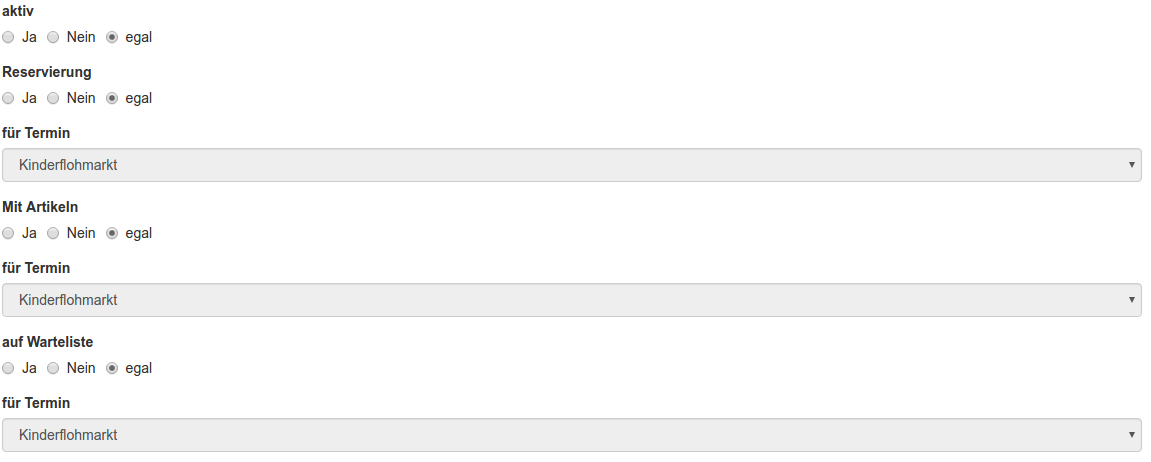 aktiv
Ja Nein egal
Reservierung
Ja Nein egal
für Termin
Kinderflohmarkt
Mit Artikeln
Ja Nein egal
für Termin
Kinderflohmarkt
auf Warteliste
Ja Nein egal
für Termin
Kinderflohmarkt